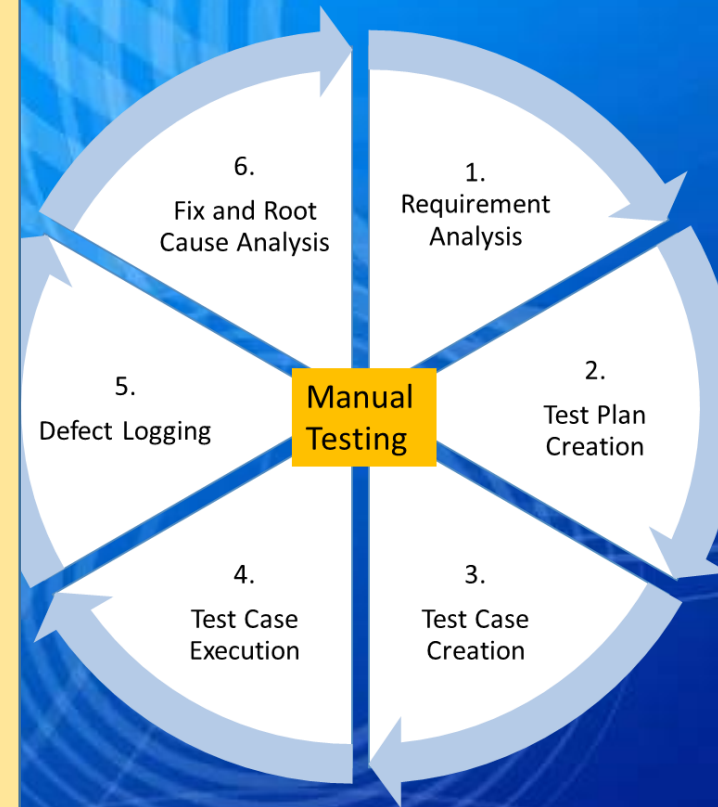 Manual
Testing
1.
Requirement
Analysis
2.
Test Plan
Creation
3.
Test Case
Creation
4.
Test Case
Execution
5.
Defect Logging
6.
Fix and Root
Cause Analysis